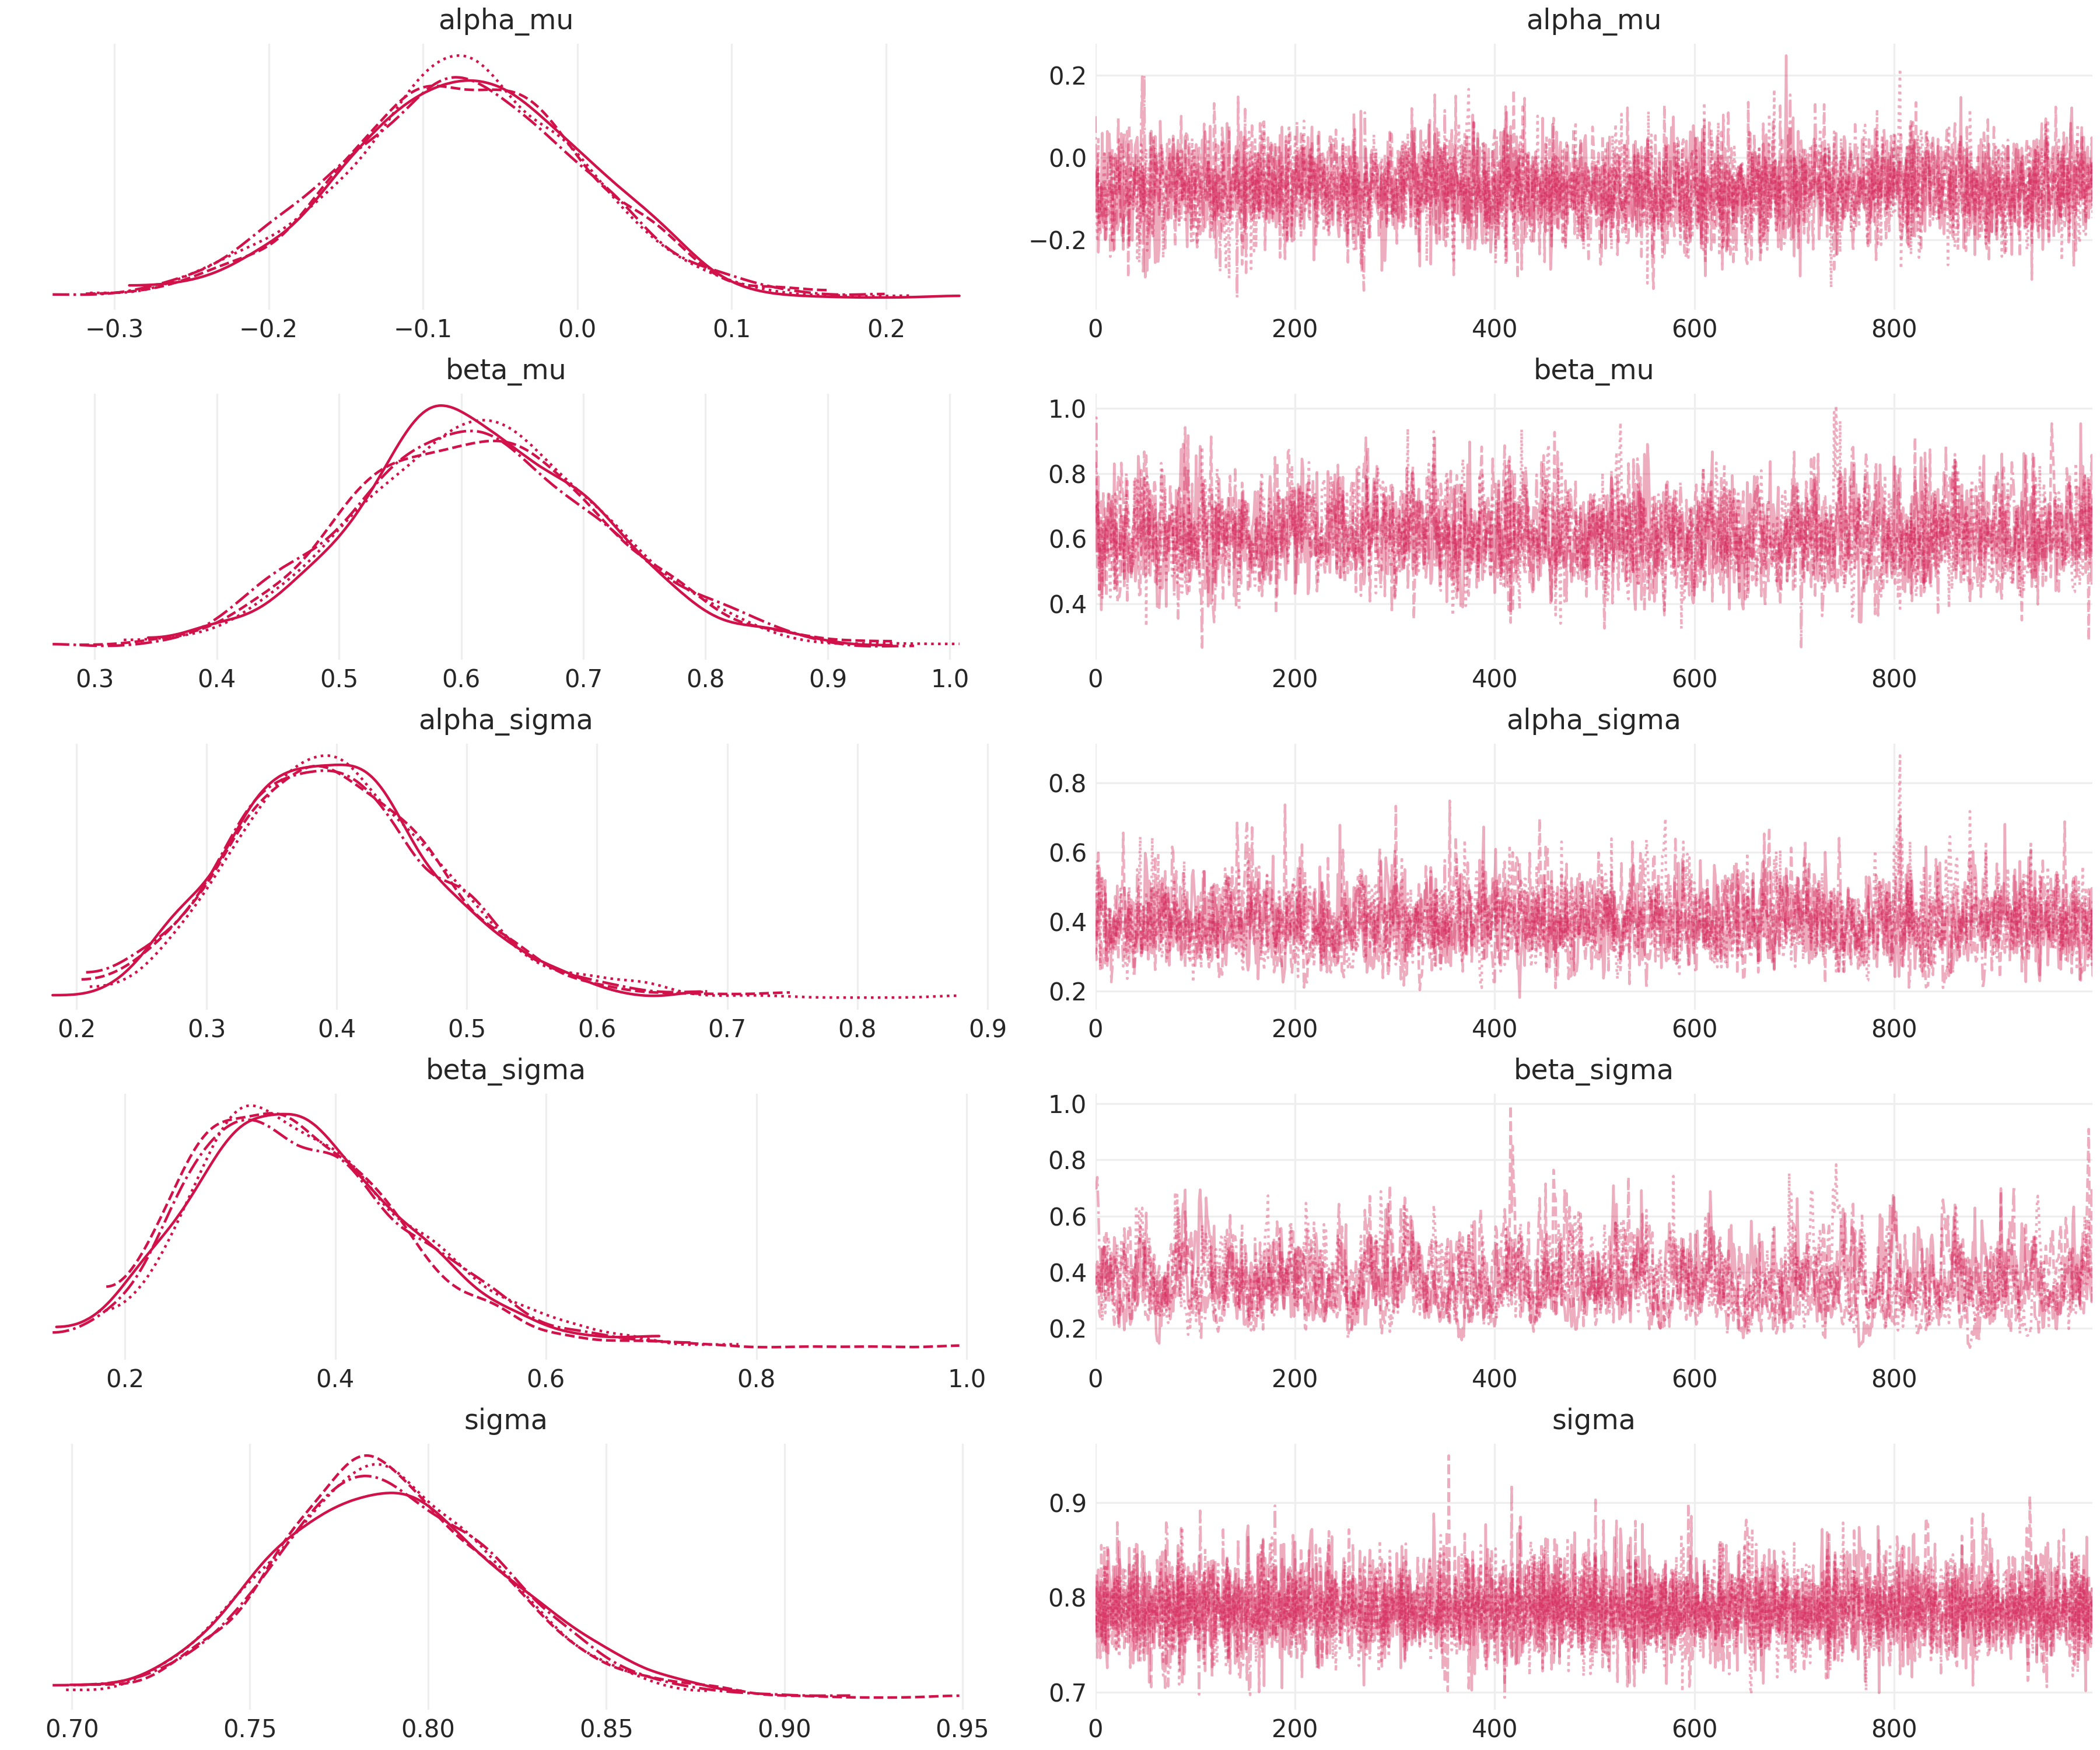 alpha_mu alpha_mu
0.2
0.0
−0.2
−0.3 −0.2 −0.1 0.0 0.1 0.2 0 200 400 600 800
beta_mu beta_mu
1.0
0.8
0.6
0.4
0.3 0.4 0.5 0.6 0.7 0.8 0.9 1.0 0 200 400 600 800
alpha_sigma alpha_sigma
0.8
0.6
0.4
0.2
0.2 0.3 0.4 0.5 0.6 0.7 0.8 0.9 0 200 400 600 800
beta_sigma beta_sigma
1.0
0.8
0.6
0.4
0.2
0.2 0.4 0.6 0.8 1.0 0 200 400 600 800
sigma sigma
0.9
0.8
0.7
0.70 0.75 0.80 0.85 0.90 0.95 0 200 400 600 800